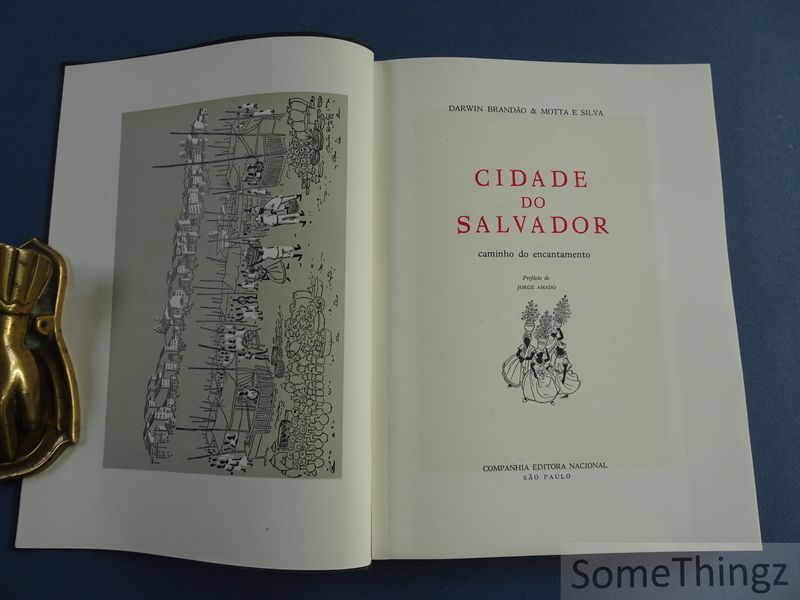 DARWIN BRANDÃO & MOTTA E SILVA
CIDADE
DO
SALVADOR
caminho do encantamento
Prefácio de
JORGE AMADO
COMPANHIA EDITORA NACIONAL
SÃO PAULO
SomeThingz